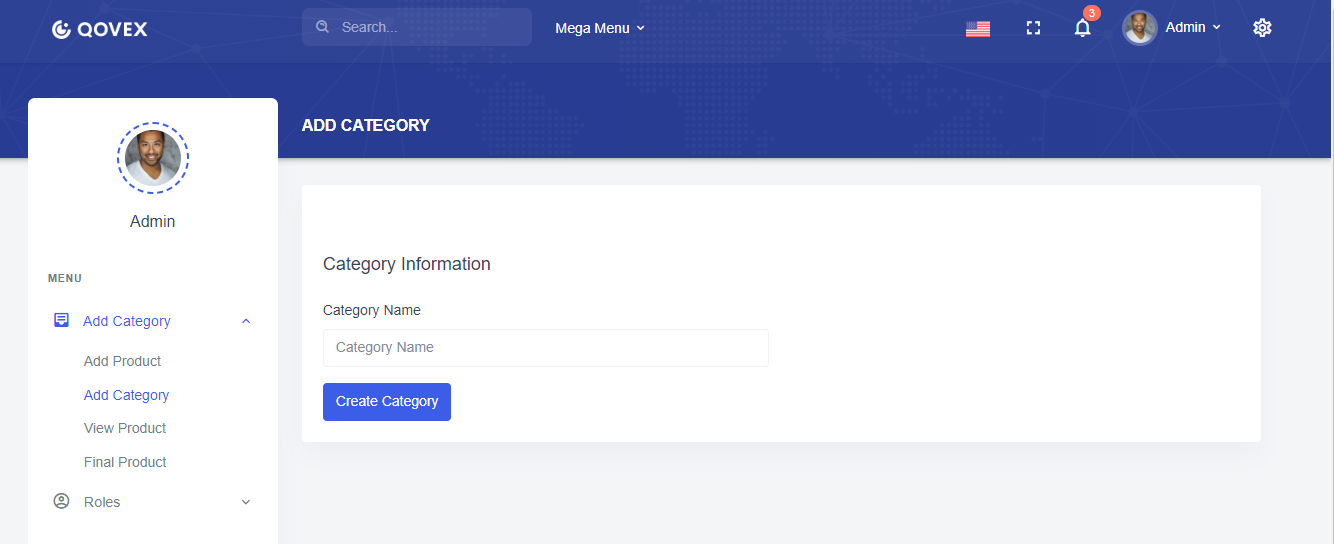 QOVEX
Search...
Mega Menu
3
Admin
ADD CATEGORY
Admin
MENU
Add Category
Add Product
Add Category
View Product
Final Product
Roles
Category Information
Category Name
Category Name
Create Category